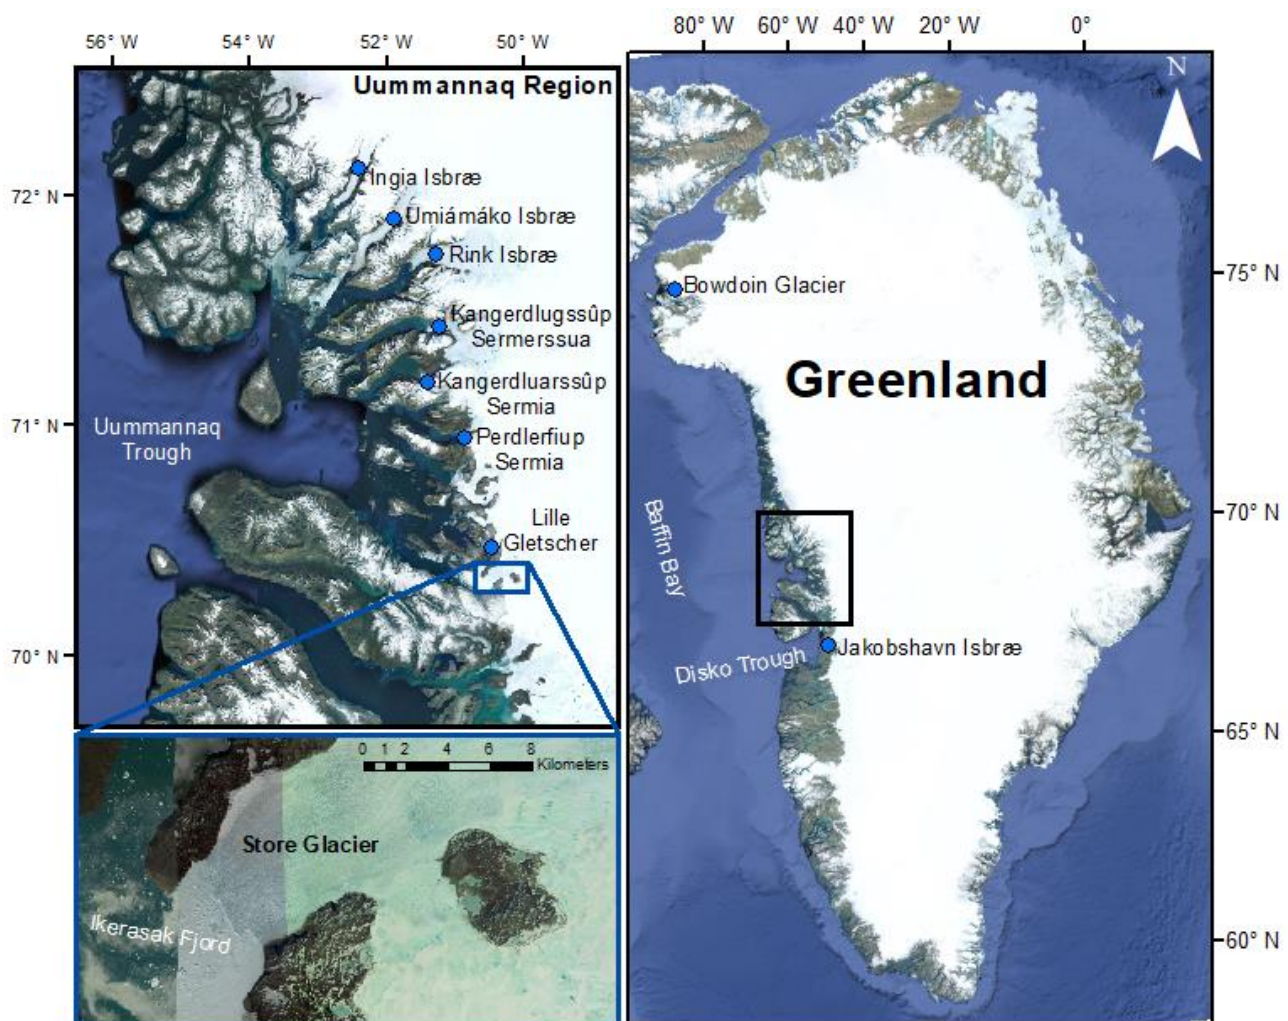 56° W 54° W 52° W 50° W
Uummannaq Region
72° N
71° N
70° N
Ingia Isbræ
Umiámáko Isbræ
Rink Isbræ
Kangerdlugssûp
Sermerssua
Kangerdluarssûp
Sermia
Perdlerfiup
Sermia
Lille
Gletscher
Uummannaq
Trough
0 1 2 4 6 8
Kilometers
Store Glacier
Ikerasak Fjord
80° W 60° W 40° W 20° W 0°
N
75° N
70° N
65° N
60° N
Bowdoin Glacier
Greenland
Baffin Bay
Disko Trough
Jakobshavn Isbræ